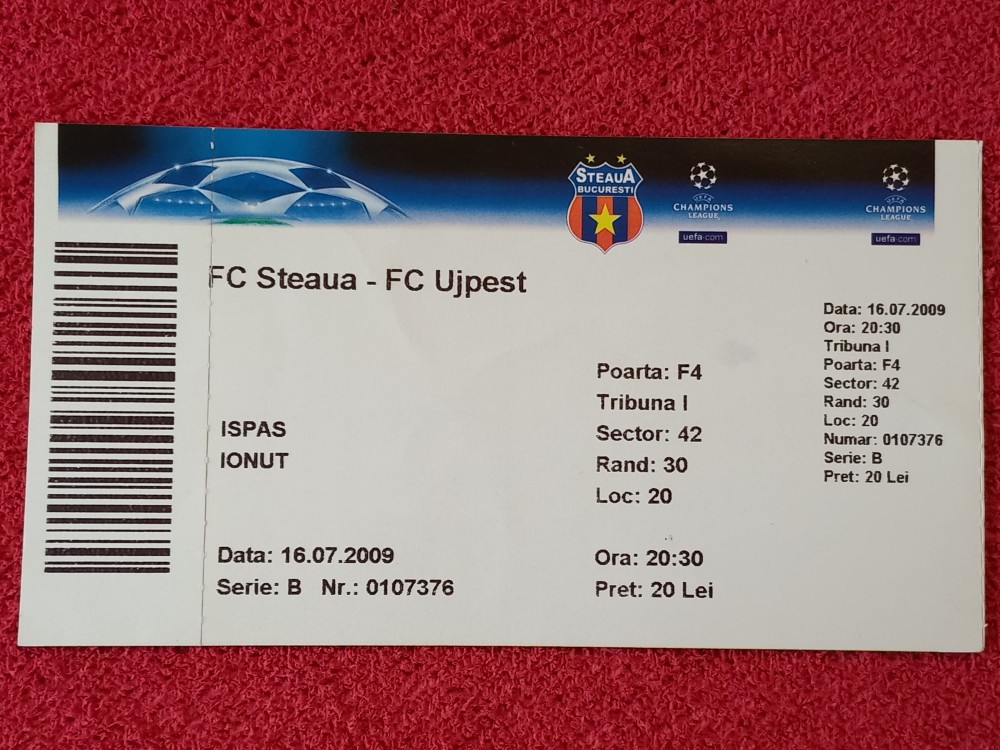 STEAUA
BUCURESTI
UEFA
CHAMPIONS
LEAGUE
uefa.com
UEFA
CHAMPIONS
LEAGUE
uefa.com
FC Steaua - FC Ujpest
ISPAS
IONUT
Data: 16.07.2009
Serie: B Nr.: 0107376
Poarta: F4
Tribuna I
Sector: 42
Rand: 30
Loc: 20
Ora: 20:30
Pret: 20 Lei
Data: 16.07.2009
Ora: 20:30
Tribuna I
Poarta: F4
Sector: 42
Rand: 30
Loc: 20
Numar: 0107376
Serie: B
Pret: 20 Lei